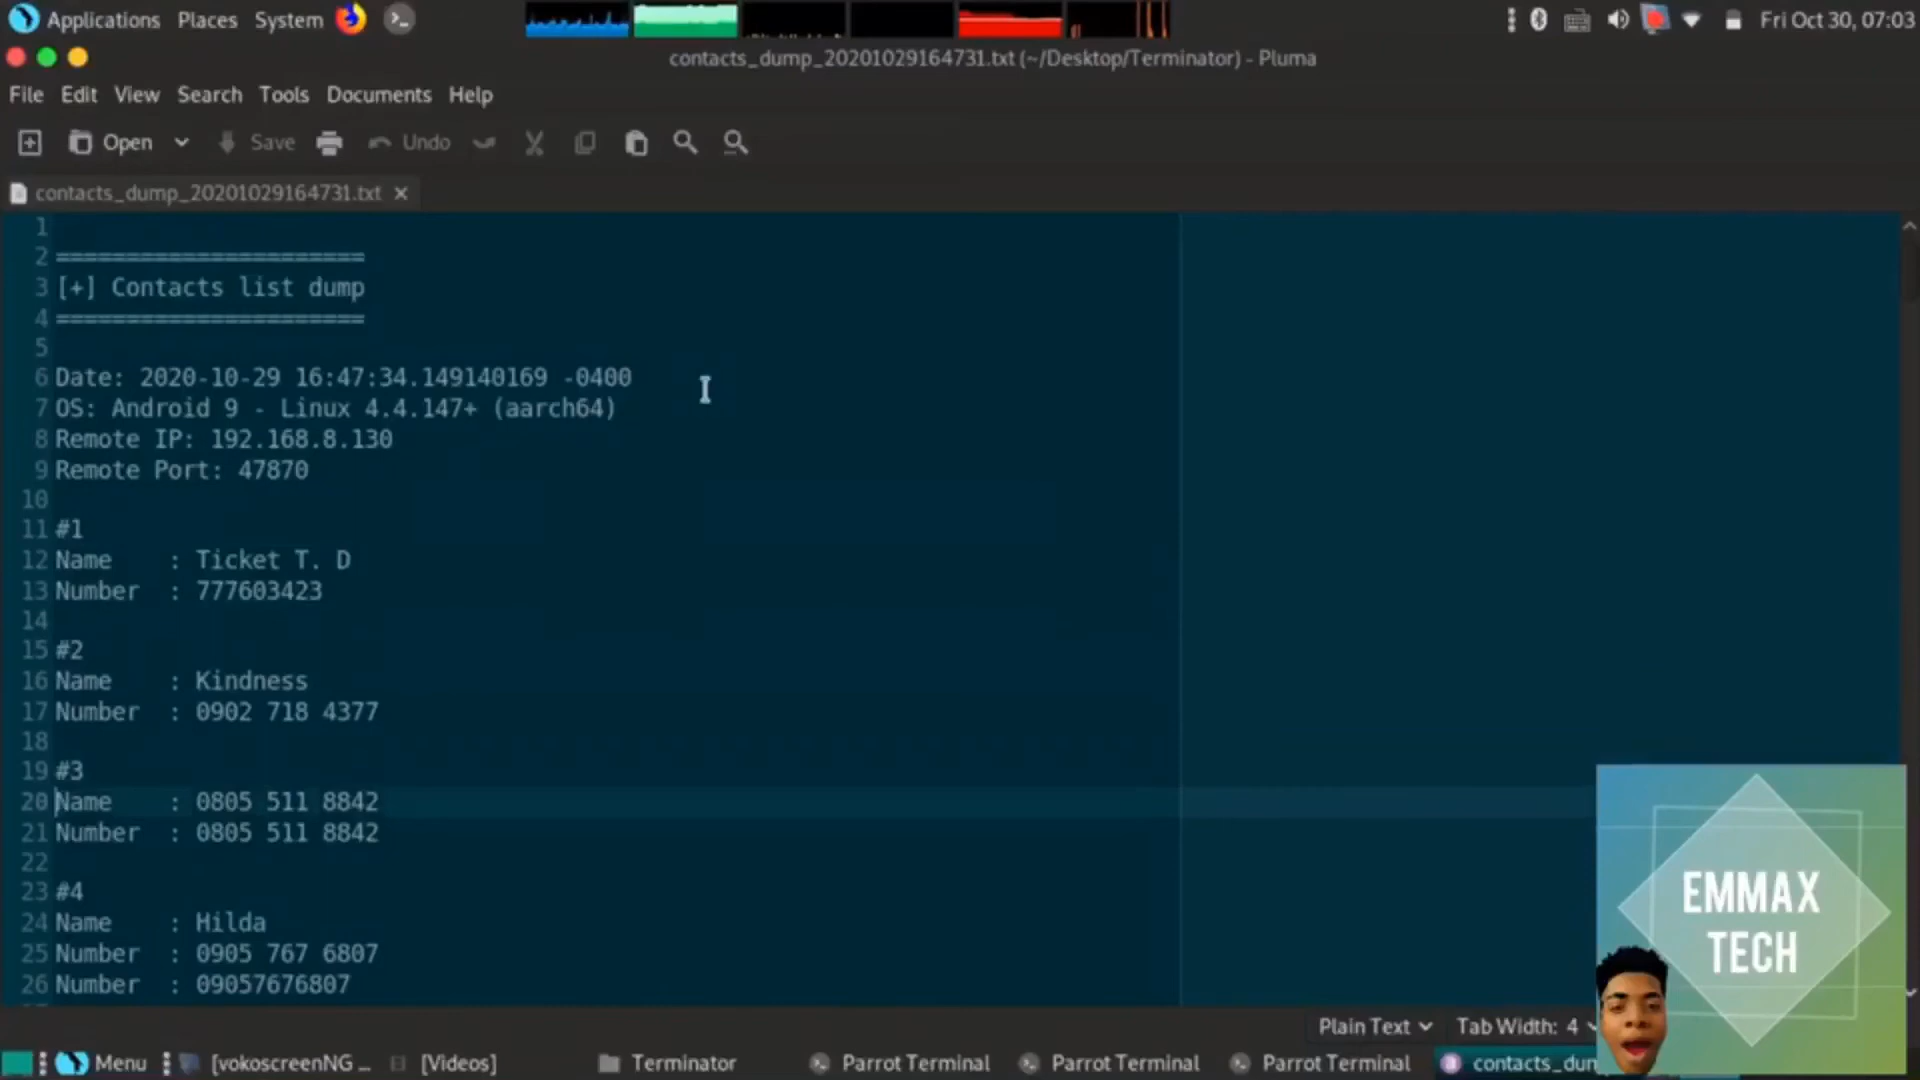 Applications Places System Fri Oct 30, 07:03
contacts_dump_20201029164731.txt (~/Desktop/Terminator) - Pluma
File Edit View Search Tools Documents Help
Open Save Undo
contacts_dump_20201029164731.txt
1
2 ======================
3 [+] Contacts list dump
4 ======================
5
6 Date: 2020-10-29 16:47:34.149140169 -0400
7 OS: Android 9 - Linux 4.4.147+ (aarch64)
8 Remote IP: 192.168.8.130
9 Remote Port: 47870
10
11 #1
12 Name : Ticket T. D
13 Number : 777603423
14
15 #2
16 Name : Kindness
17 Number : 0902 718 4377
18
19 #3
20 Name : 0805 511 8842
21 Number : 0805 511 8842
22
23 #4
24 Name : Hilda
25 Number : 0905 767 6807
26 Number : 09057676807
EMMAX
TECH
Plain Text Tab Width: 4
Menu [vokoscreenNG ... [Videos] Terminator Parrot Terminal Parrot Terminal Parrot Terminal contacts_dum